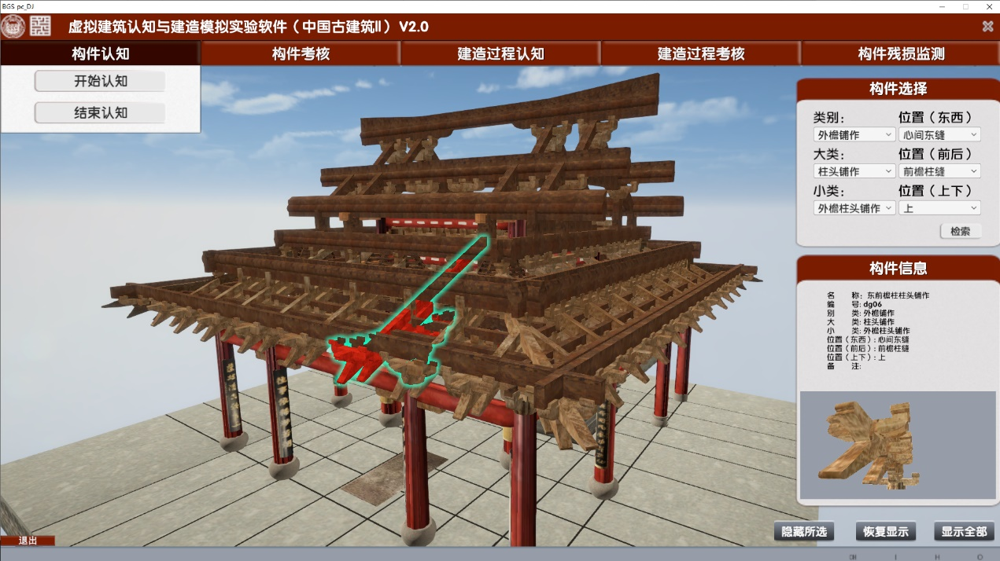 BGS pc_DJ
虚拟建筑认知与建造模拟实验软件（中国古建筑Ⅱ） V2.0
构件认知 构件考核 建造过程认知 建造过程考核 构件残损监测
开始认知
结束认知
构件选择
类别: 位置（东西）
外檐铺作 心间东缝
大类: 位置（前后）
柱头铺作 前檐柱缝
小类: 位置（上下）
外檐柱头铺作 上
检索
构件信息
名 称: 东前檐柱柱头铺作
编 号: dg06
别 类: 外檐铺作
大 类: 柱头铺作
小 类: 外檐柱头铺作
位置（东西）: 心间东缝
位置（前后）: 前檐柱缝
位置（上下）: 上
备 注:
隐藏所选 恢复显示 显示全部
退出